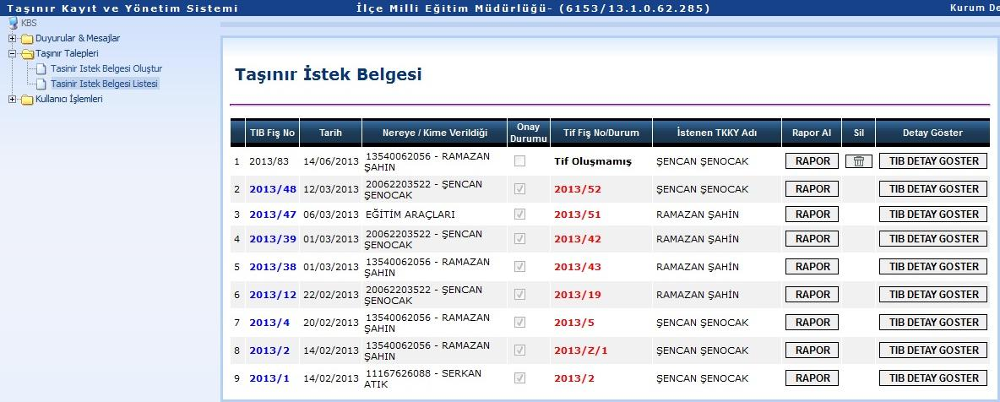 Taşınır Kayıt ve Yönetim Sistemi İlçe Milli Eğitim Müdürlüğü- (6153/13.1.0.62.285) Kurum De
KBS
Duyurular & Mesajlar
Taşınır Talepleri
Tasinir Istek Belgesi Oluştur
Tasinir Istek Belgesi Listesi
Kullanıcı İşlemleri
Taşınır İstek Belgesi
TIB Fiş No Tarih Nereye / Kime Verildiği Onay Durumu Tif Fiş No/Durum İstenen TKKY Adı Rapor Al Sil Detay Göster
1 2013/83 14/06/2013 13540062056 - RAMAZAN ŞAHIN Tif Oluşmamış ŞENCAN ŞENOCAK RAPOR TIB DETAY GOSTER
2 2013/48 12/03/2013 20062203522 - ŞENCAN ŞENOCAK 2013/52 ŞENCAN ŞENOCAK RAPOR TIB DETAY GOSTER
3 2013/47 06/03/2013 EĞİTİM ARAÇLARI 2013/51 RAMAZAN ŞAHİN RAPOR TIB DETAY GOSTER
4 2013/39 01/03/2013 20062203522 - ŞENCAN ŞENOCAK 2013/42 RAMAZAN ŞAHİN RAPOR TIB DETAY GOSTER
5 2013/38 01/03/2013 13540062056 - RAMAZAN ŞAHIN 2013/43 RAMAZAN ŞAHİN RAPOR TIB DETAY GOSTER
6 2013/12 22/02/2013 20062203522 - ŞENCAN ŞENOCAK 2013/19 RAMAZAN ŞAHİN RAPOR TIB DETAY GOSTER
7 2013/4 20/02/2013 13540062056 - RAMAZAN ŞAHIN 2013/5 ŞENCAN ŞENOCAK RAPOR TIB DETAY GOSTER
8 2013/2 14/02/2013 13540062056 - RAMAZAN ŞAHIN 2013/Z/1 ŞENCAN ŞENOCAK RAPOR TIB DETAY GOSTER
9 2013/1 14/02/2013 11167626088 - SERKAN ATIK 2013/2 ŞENCAN ŞENOCAK RAPOR TIB DETAY GOSTER